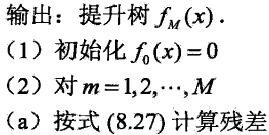 输出：提升树 f_M(x)．
（1）初始化 f_0(x)=0
（2）对 m=1,2,⋯,M
（a）按式 (8.27) 计算残差